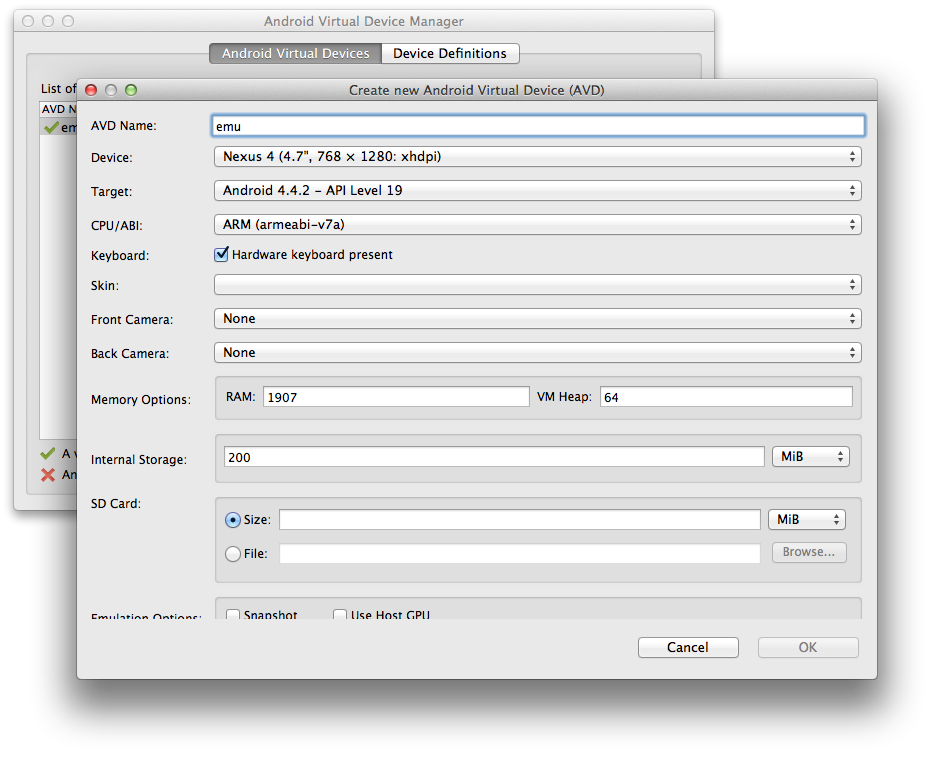 Android Virtual Device Manager
Android Virtual Devices Device Definitions
List of
AVD N
em
Create new Android Virtual Device (AVD)
AVD Name: emu
Device: Nexus 4 (4.7", 768 × 1280: xhdpi)
Target: Android 4.4.2 – API Level 19
CPU/ABI: ARM (armeabi-v7a)
Keyboard: Hardware keyboard present
Skin:
Front Camera: None
Back Camera: None
Memory Options: RAM: 1907 VM Heap: 64
A v
Internal Storage: 200 MiB
An
SD Card:
Size: MiB
File: Browse...
Emulation Options: Snapshot Use Host GPU
Cancel OK